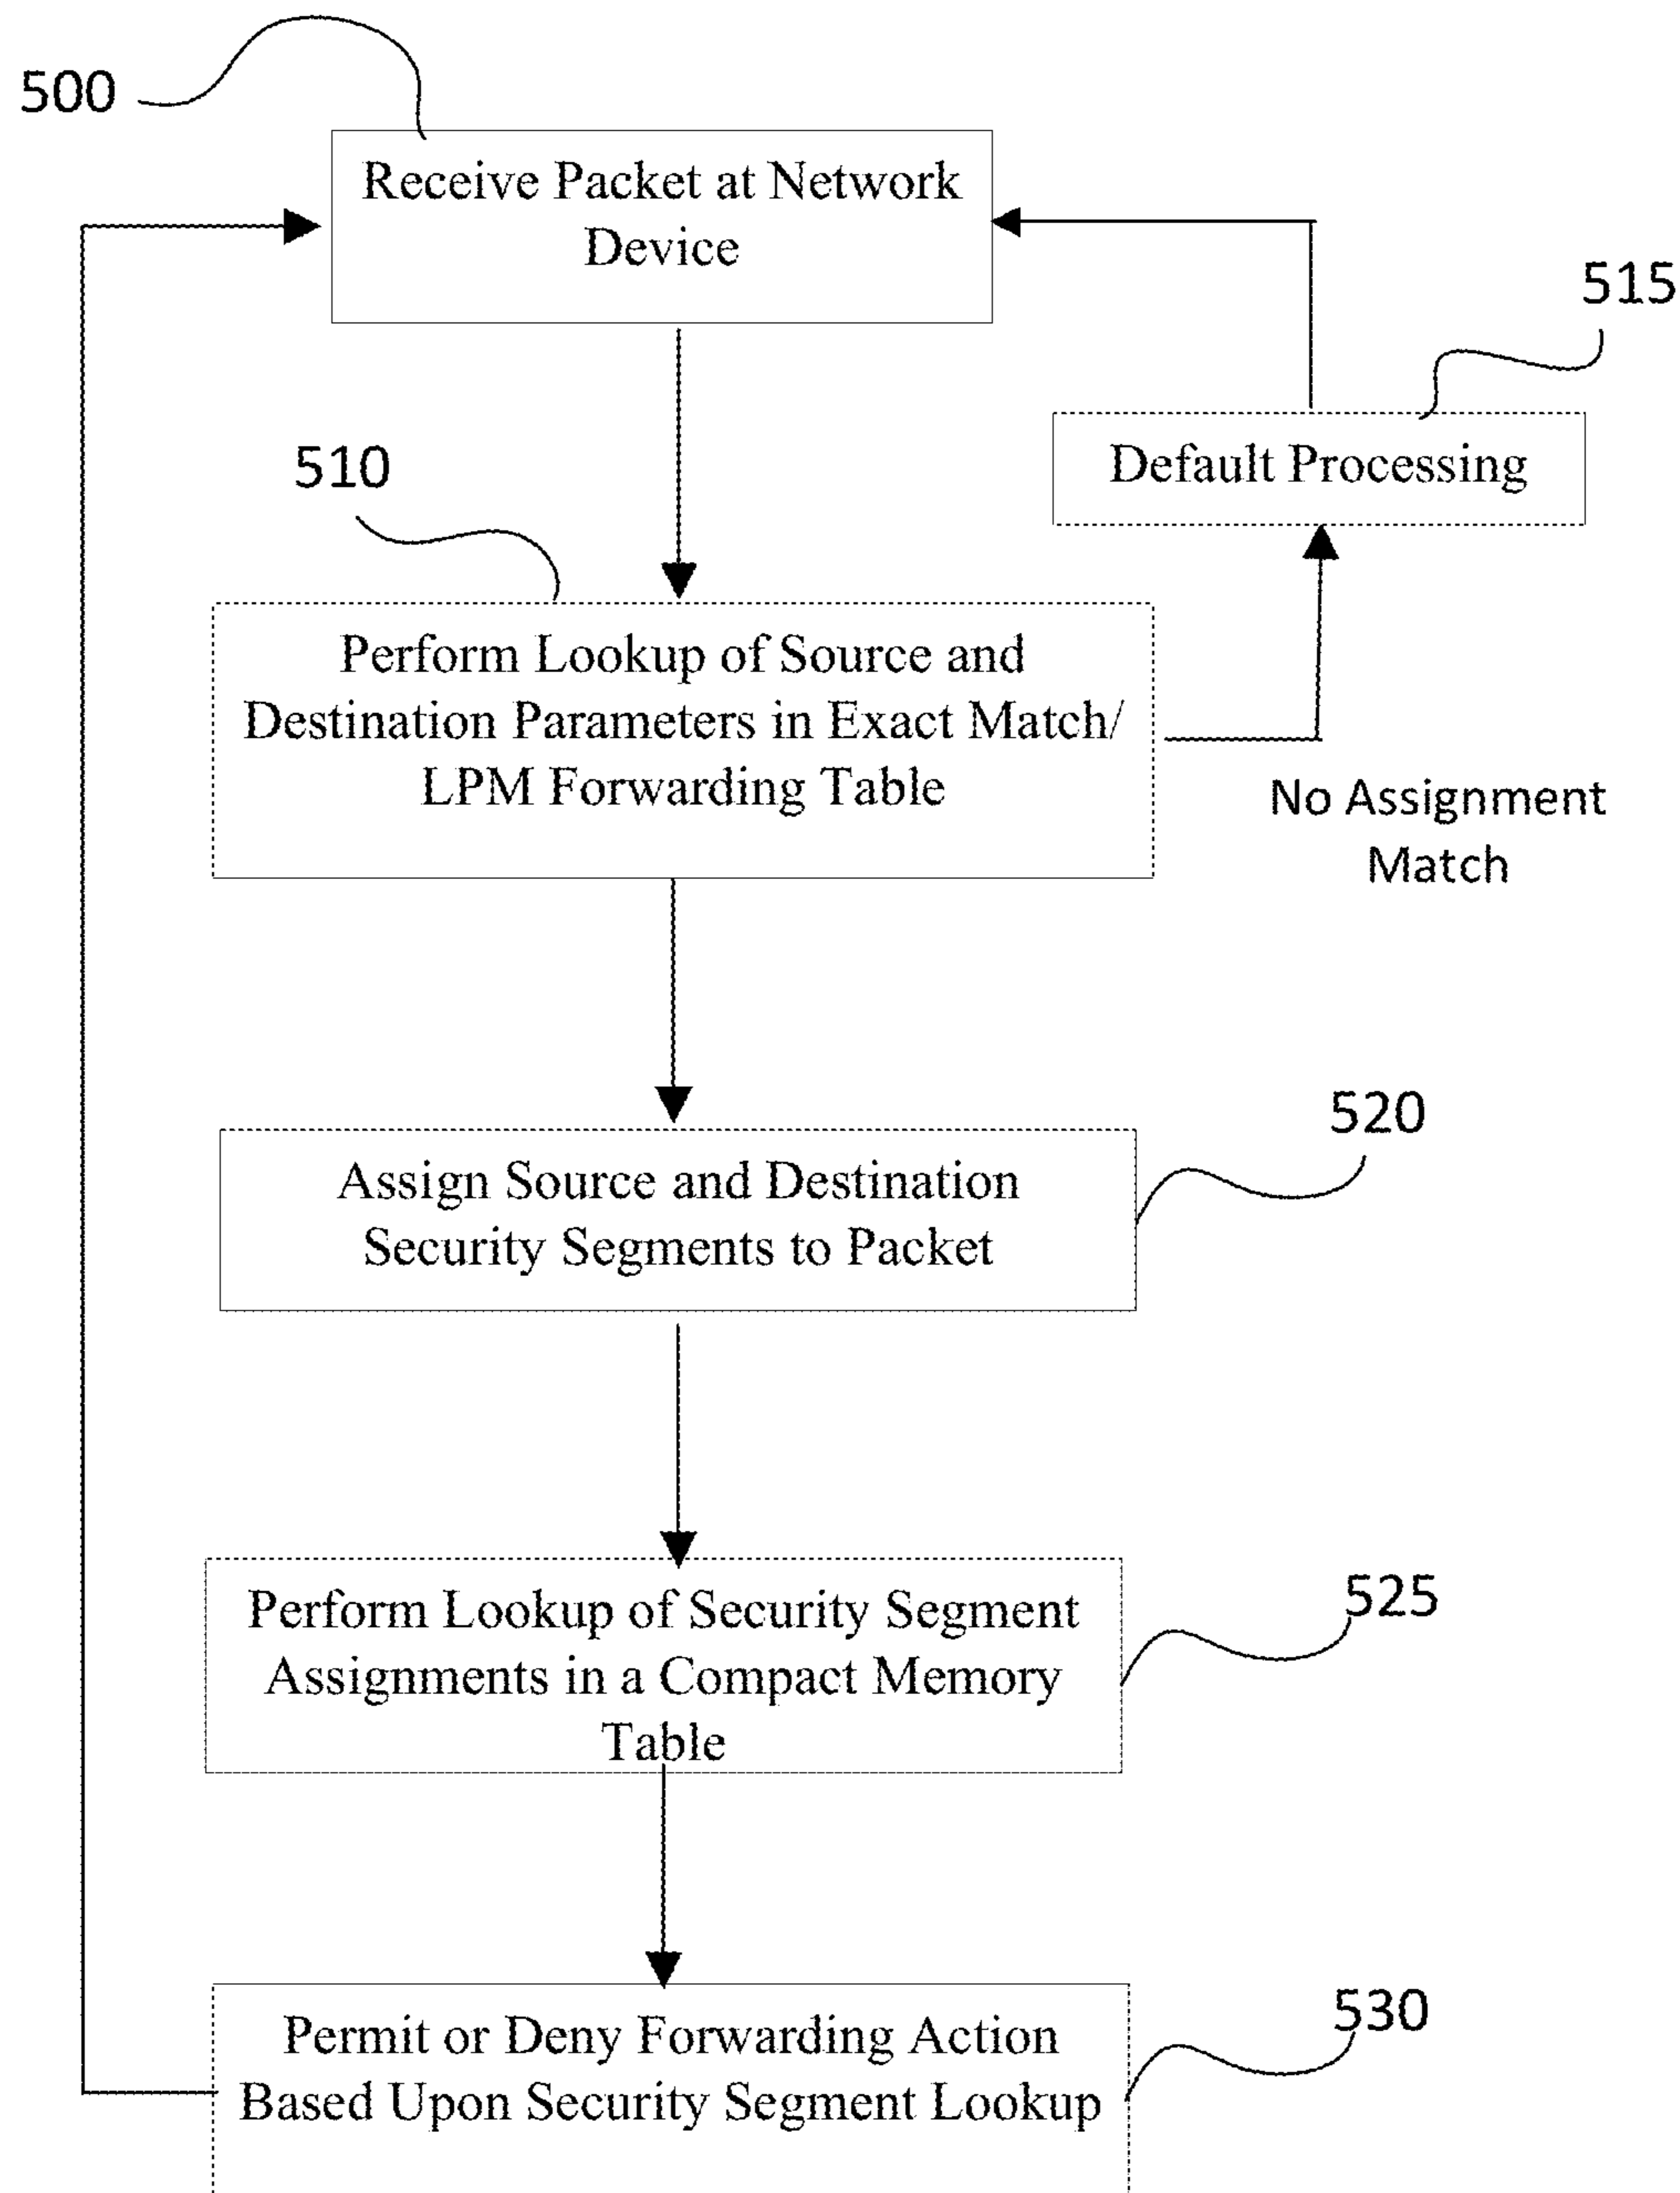 500
Receive Packet at Network
Device
515
Default Processing
510
Perform Lookup of Source and
Destination Parameters in Exact Match/
LPM Forwarding Table
No Assignment
Match
520
Assign Source and Destination
Security Segments to Packet
525
Perform Lookup of Security Segment
Assignments in a Compact Memory
Table
530
Permit or Deny Forwarding Action
Based Upon Security Segment Lookup